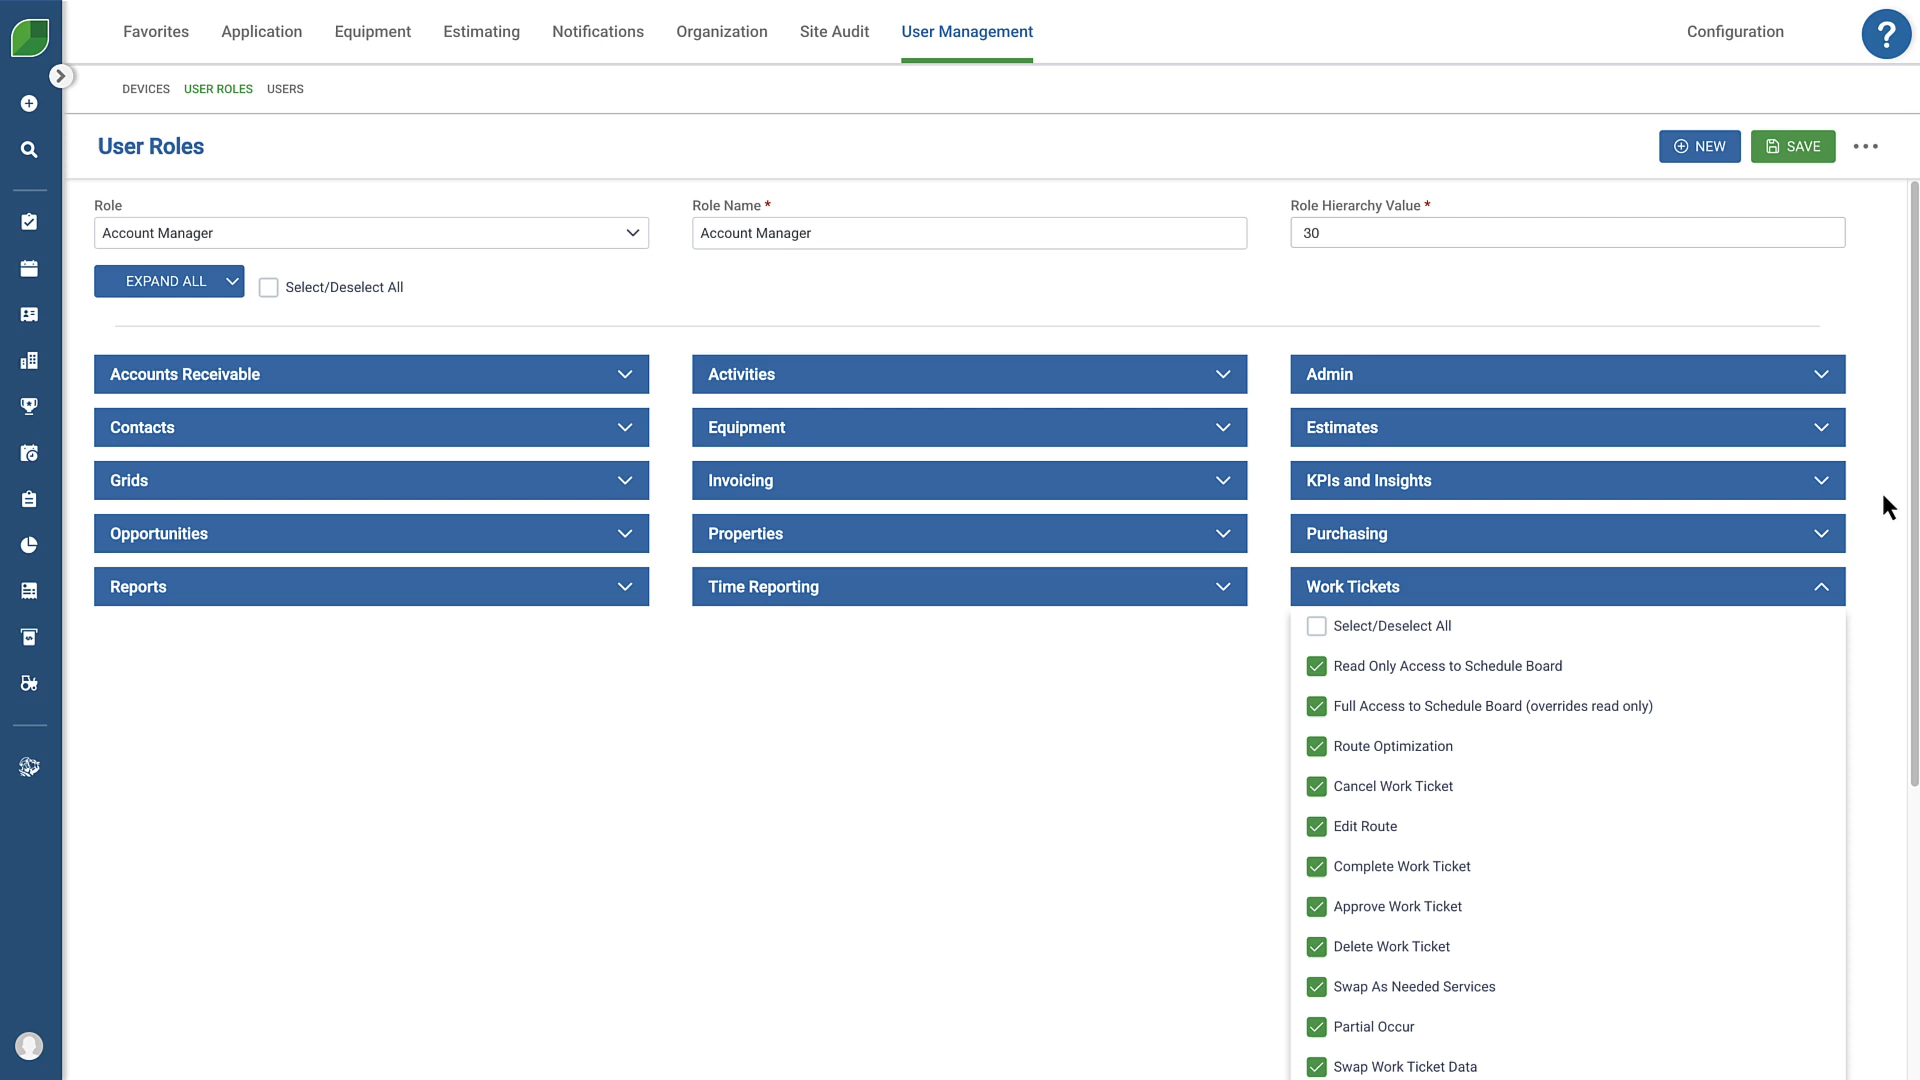 Favorites Application Equipment Estimating Notifications Organization Site Audit User Management Configuration ?
DEVICES USER ROLES USERS
User Roles NEW SAVE
Role Role Name * Role Hierarchy Value *
Account Manager Account Manager 30
EXPAND ALL Select/Deselect All
Accounts Receivable Activities Admin
Contacts Equipment Estimates
Grids Invoicing KPIs and Insights
Opportunities Properties Purchasing
Reports Time Reporting Work Tickets
Select/Deselect All
Read Only Access to Schedule Board
Full Access to Schedule Board (overrides read only)
Route Optimization
Cancel Work Ticket
Edit Route
Complete Work Ticket
Approve Work Ticket
Delete Work Ticket
Swap As Needed Services
Partial Occur
Swap Work Ticket Data